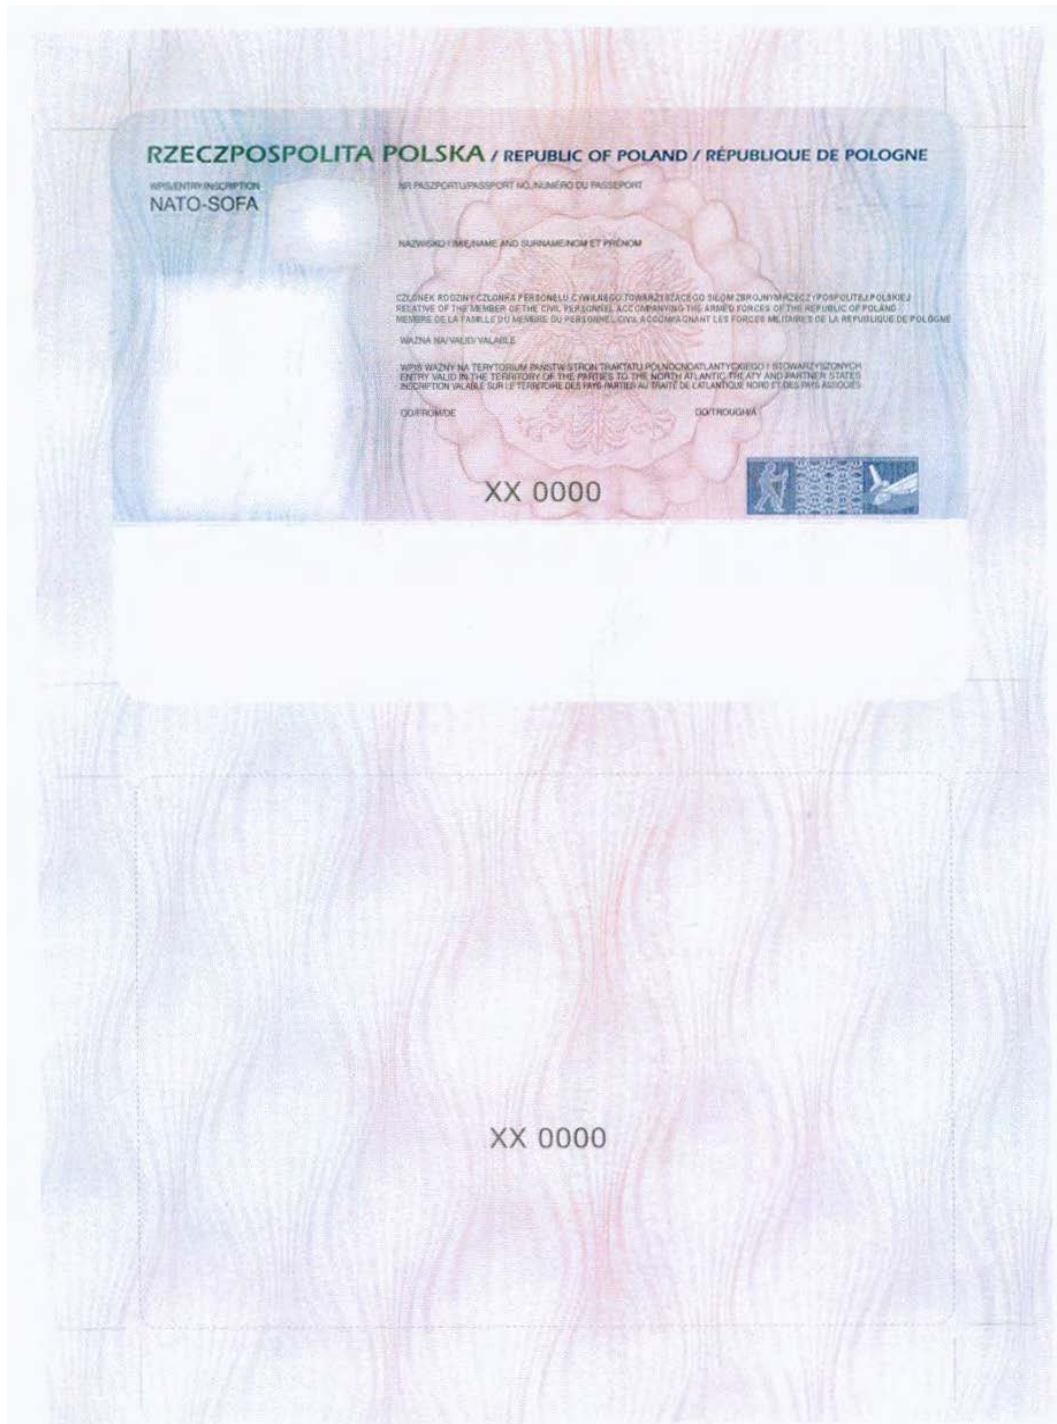 RZECZPOSPOLITA POLSKA / REPUBLIC OF POLAND / RÉPUBLIQUE DE POLOGNE
WPIS/ENTRY/INSCRIPTION
NATO-SOFA
NR PASZPORTU/PASSPORT NO./NUMÉRO DU PASSEPORT
NAZWISKO I IMIĘ/NAME AND SURNAME/NOM ET PRÉNOM
CZŁONEK RODZINY CZŁONKA PERSONELU CYWILNEGO TOWARZYSZĄCEGO SIŁOM ZBROJNYM RZECZYPOSPOLITEJ POLSKIEJ
RELATIVE OF THE MEMBER OF THE CIVIL PERSONNEL ACCOMPANYING THE ARMED FORCES OF THE REPUBLIC OF POLAND
MEMBRE DE LA FAMILLE DU MEMBRE DU PERSONNEL CIVIL ACCOMPAGNANT LES FORCES MILITAIRES DE LA REPUBLIQUE DE POLOGNE
WAŻNA NA/VALID/VALABLE
WPIS WAŻNY NA TERYTORIUM PAŃSTW STRON TRAKTATU PÓŁNOCNOATLANTYCKIEGO I STOWARZYSZONYCH
ENTRY VALID IN THE TERRITORY OF THE PARTIES TO THE NORTH ATLANTIC TREATY AND PARTNER STATES
INSCRIPTION VALABLE SUR LE TERRITOIRE DES PAYS PARTIES AU TRAITÉ DE L'ATLANTIQUE NORD ET DES PAYS ASSOCIÉS
OD/FROM/DE DO/TROUGH/A
XX 0000
XX 0000